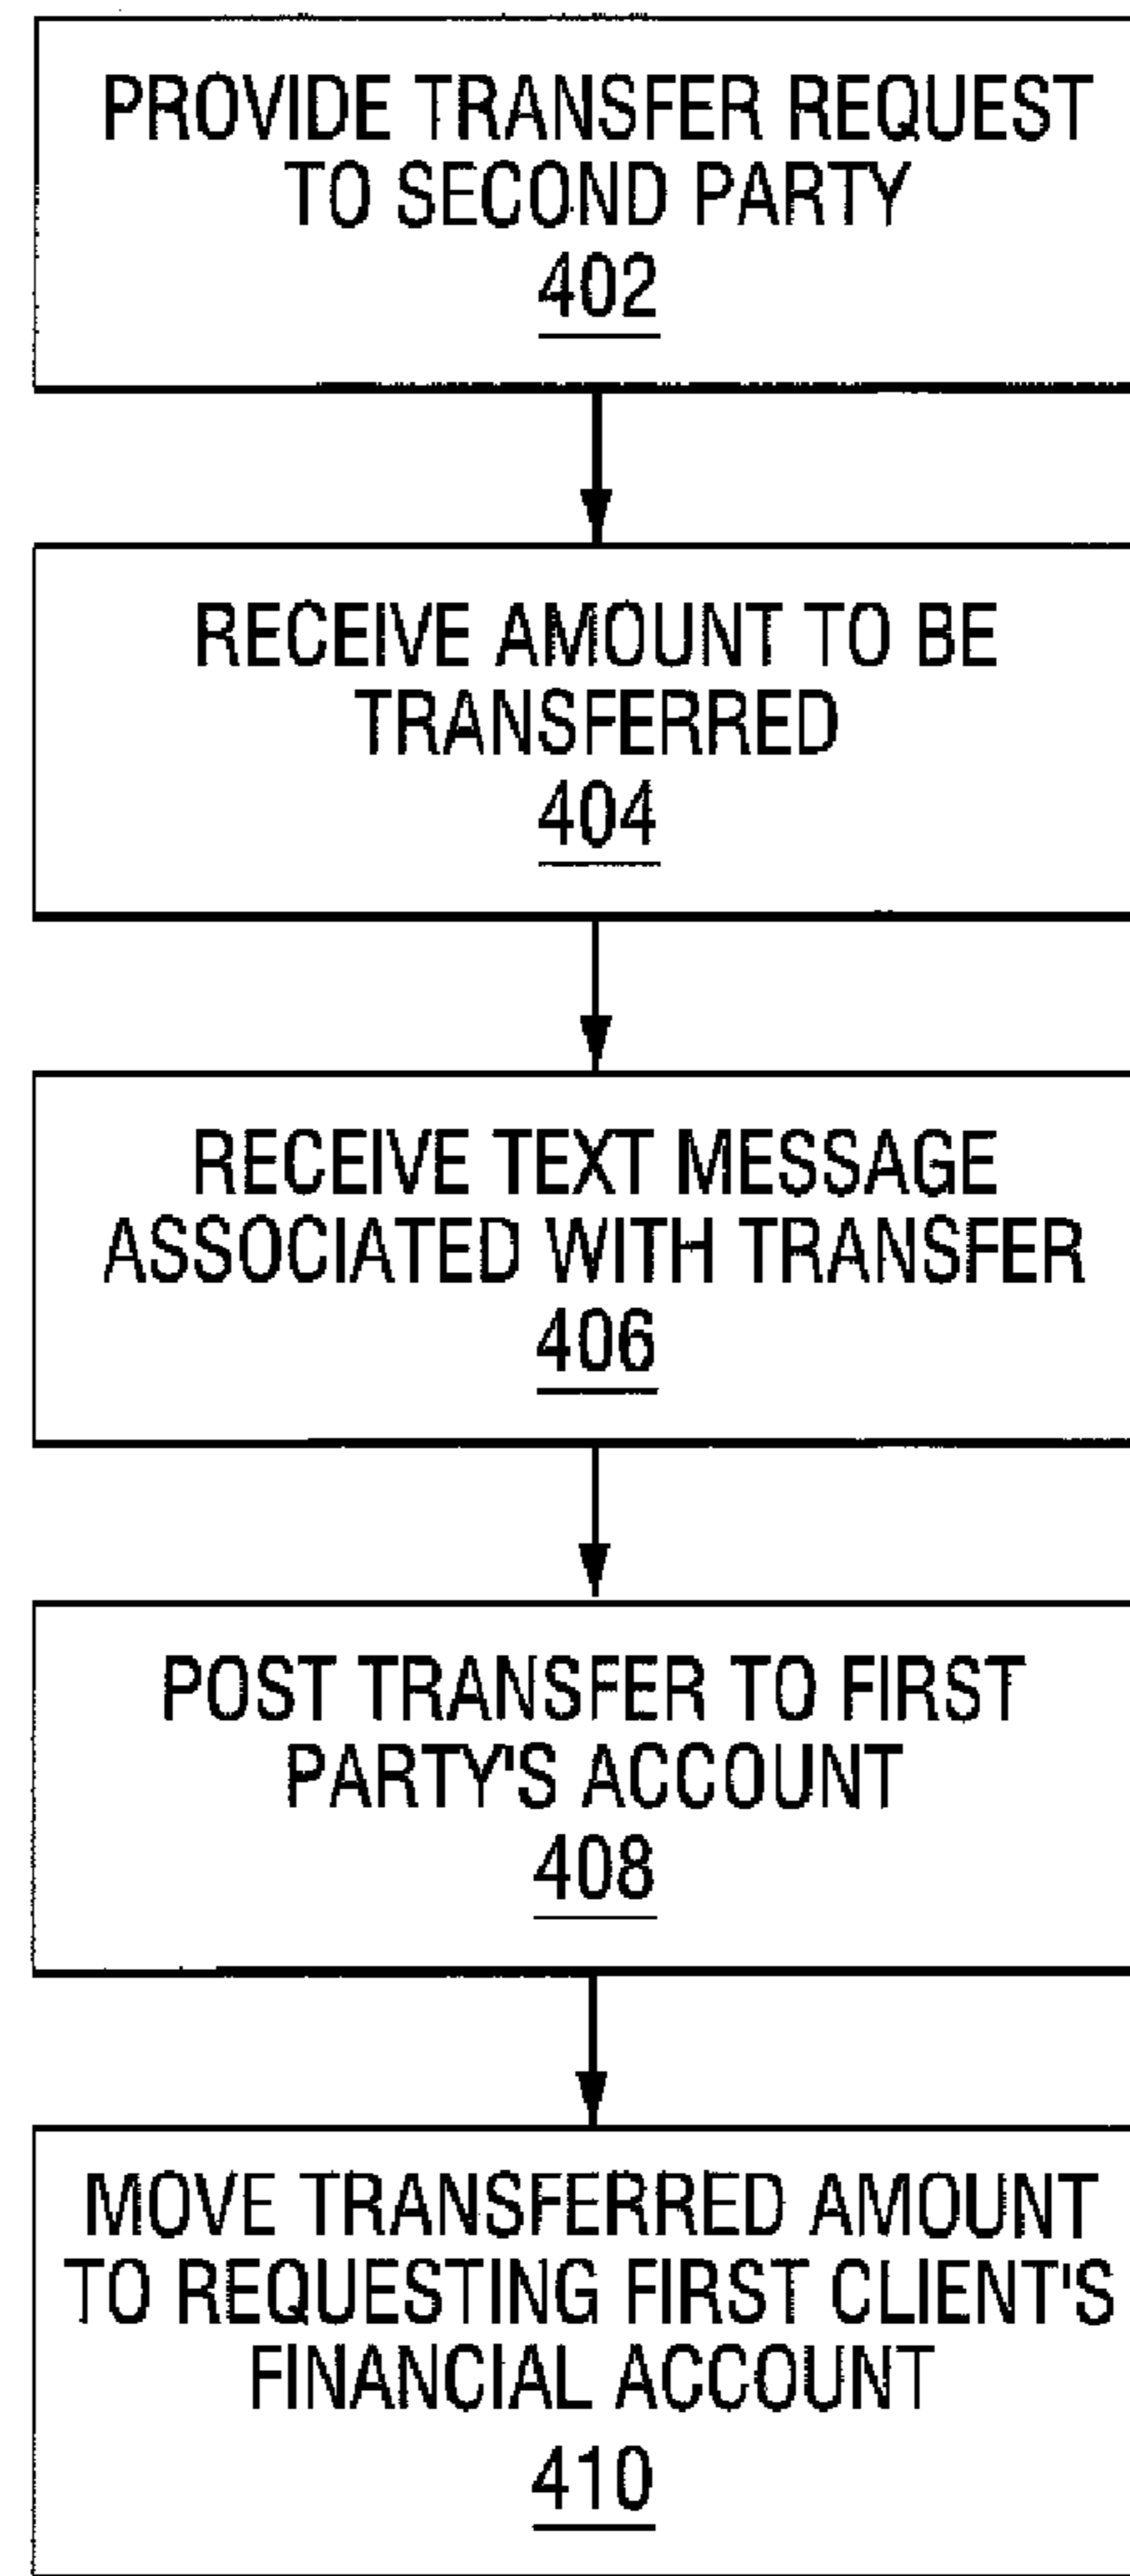 PROVIDE TRANSFER REQUEST
TO SECOND PARTY
402
RECEIVE AMOUNT TO BE
TRANSFERRED
404
RECEIVE TEXT MESSAGE
ASSOCIATED WITH TRANSFER
406
POST TRANSFER TO FIRST
PARTY'S ACCOUNT
408
MOVE TRANSFERRED AMOUNT
TO REQUESTING FIRST CLIENT'S
FINANCIAL ACCOUNT
410